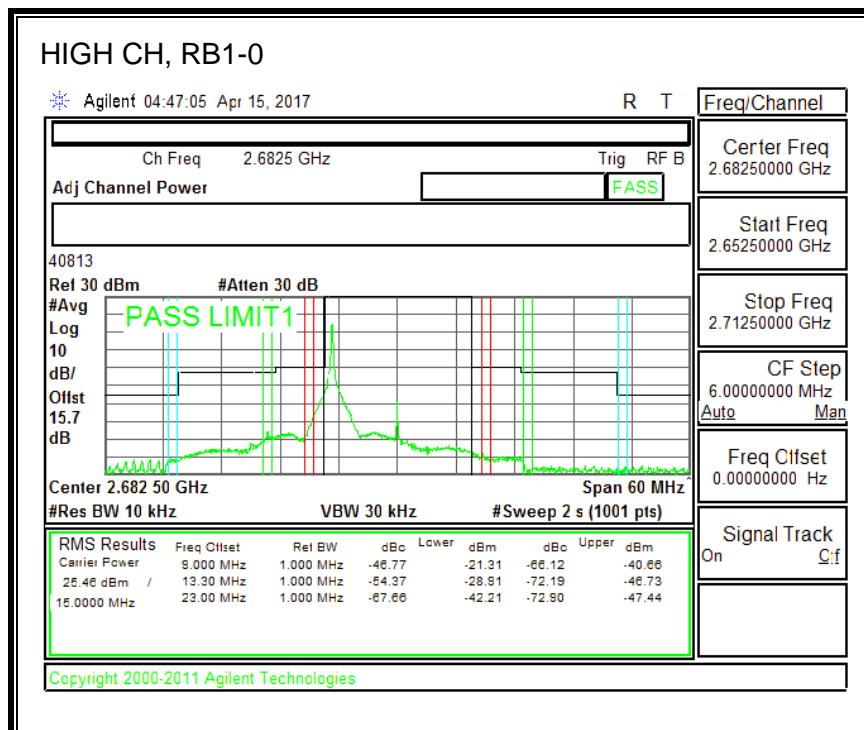 HIGH CH, RB1-0
Agilent 04:47:05 Apr 15, 2017 R T
Freq/Channel
Ch Freq 2.6825 GHz Trig RF B
Adj Channel Power PASS
Center Freq
2.68250000 GHz
Start Freq
2.65250000 GHz
Stop Freq
2.71250000 GHz
CF Step
6.00000000 MHz
Auto Man
Freq Offset
0.00000000 Hz
Signal Track
On Off
40813
Ref 30 dBm #Atten 30 dB
#Avg
Log
10
dB/
Offst
15.7
dB
PASS LIMIT1
Center 2.682 50 GHz Span 60 MHz
#Res BW 10 kHz VBW 30 kHz #Sweep 2 s (1001 pts)
RMS Results Freq Offset Ref BW dBc Lower dBm dBc Upper dBm
Carrier Power 9.000 MHz 1.000 MHz -46.77 -21.31 -66.12 -40.66
25.46 dBm / 13.30 MHz 1.000 MHz -54.37 -28.91 -72.19 -46.73
15.0000 MHz 23.00 MHz 1.000 MHz -67.66 -42.21 -72.90 -47.44
Copyright 2000-2011 Agilent Technologies